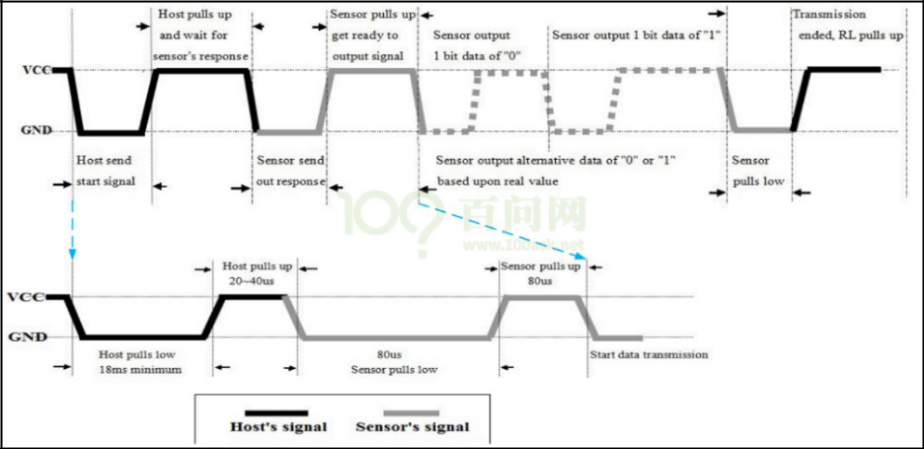 Host pulls up
and wait for
sensor's response
Sensor pulls up
get ready to
output signal
Sensor output
1 bit data of "0"
Sensor output 1 bit data of "1"
Transmission
ended, RL pulls up
VCC
GND
Host send
start signal
Sensor send
out response
Sensor output alternative data of "0" or "1"
based upon real value
Sensor
pulls low
100?百问网
www.100ask.net
Host pulls up
20~40us
Sensor pulls up
80us
VCC
GND
Host pulls low
18ms minimum
80us
Sensor pulls low
Start data transmission
Host's signal
Sensor's signal